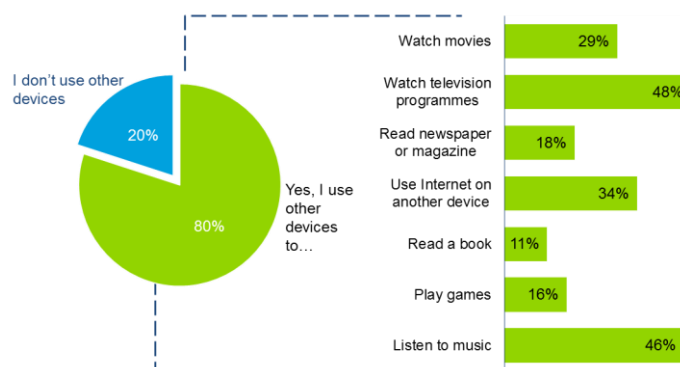 I don't use other
devices
20%
80%
Yes, I use
other
devices
to…
Watch movies
29%
Watch television
programmes
48%
Read newspaper
or magazine
18%
Use Internet on
another device
34%
Read a book
11%
Play games
16%
Listen to music
46%